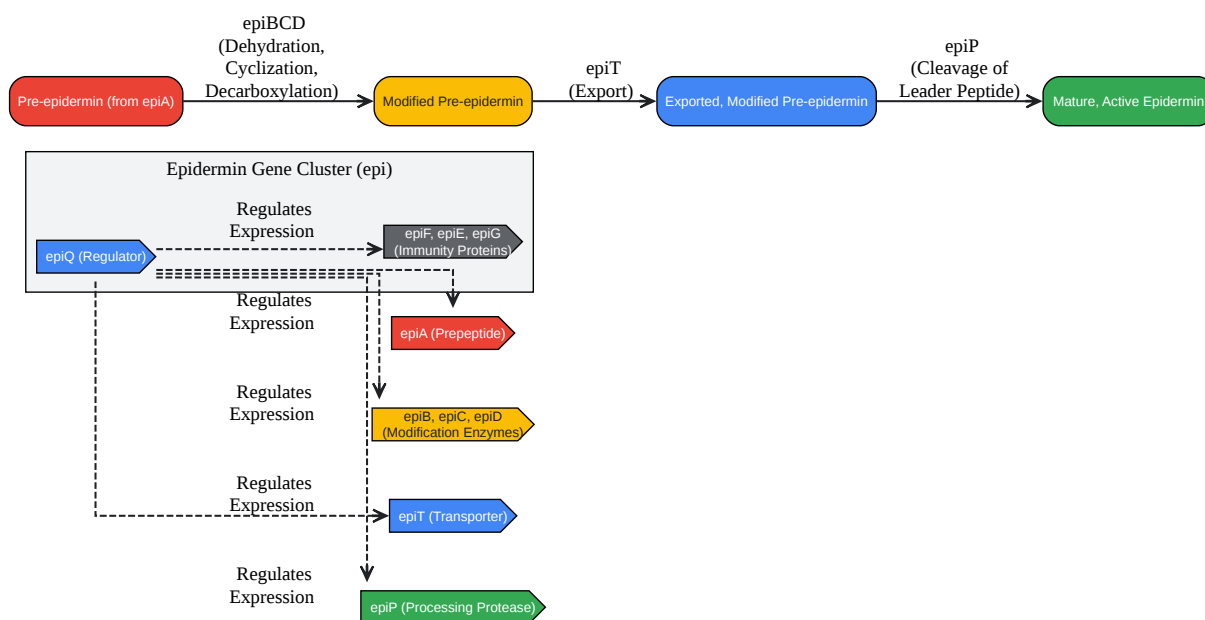 epiBCD
(Dehydration,
Cyclization,
Decarboxylation)
epiT
(Export)
epiP
(Cleavage of
Leader Peptide)
Pre-epidermin (from epiA)
Modified Pre-epidermin
Exported, Modified Pre-epidermin
Mature, Active Epidermin
Epidermin Gene Cluster (epi)
Regulates
Expression
epiQ (Regulator)
epiF, epiE, epiG
(Immunity Proteins)
Regulates
Expression
epiA (Prepeptide)
Regulates
Expression
epiB, epiC, epiD
(Modification Enzymes)
Regulates
Expression
epiT (Transporter)
Regulates
Expression
epiP (Processing Protease)